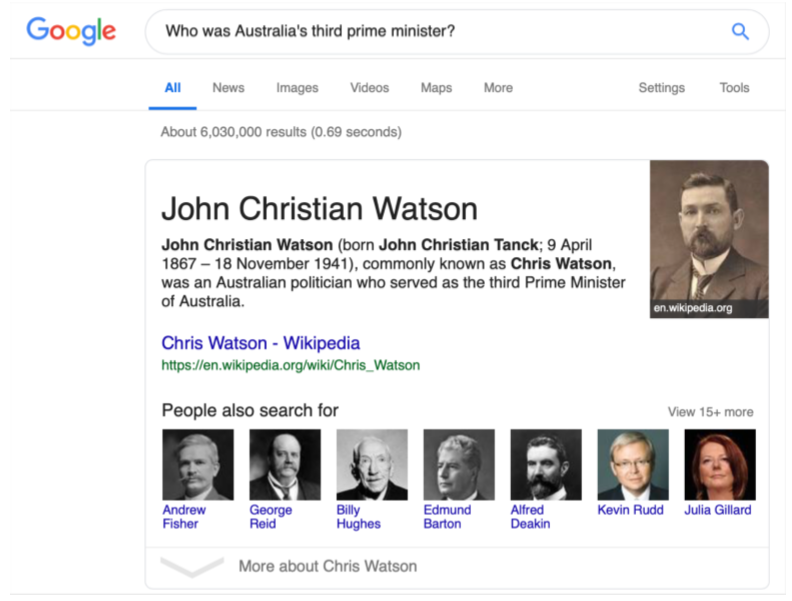 Google
Who was Australia's third prime minister?
All News Images Videos Maps More Settings Tools
About 6,030,000 results (0.69 seconds)
John Christian Watson
John Christian Watson (born John Christian Tanck; 9 April
1867 – 18 November 1941), commonly known as Chris Watson,
was an Australian politician who served as the third Prime Minister
of Australia.
en.wikipedia.org
Chris Watson - Wikipedia
https://en.wikipedia.org/wiki/Chris_Watson
People also search for
View 15+ more
Andrew
Fisher
George
Reid
Billy
Hughes
Edmund
Barton
Alfred
Deakin
Kevin Rudd
Julia Gillard
More about Chris Watson